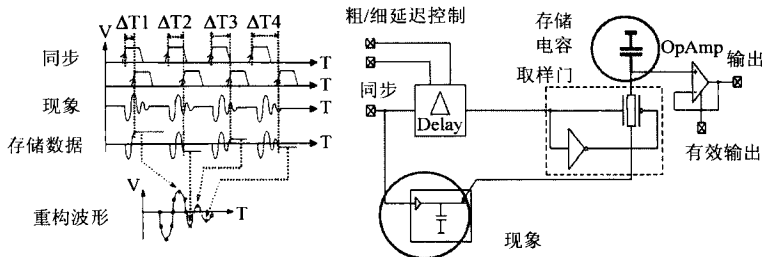 ΔT1 ΔT2 ΔT3 ΔT4
V
同步
T
T
现象
T
存储数据
T
V
重构波形
T
粗/细延迟控制
存储
电容
OpAmp
输出
取样门
同步
Δ
Delay
有效输出
现象